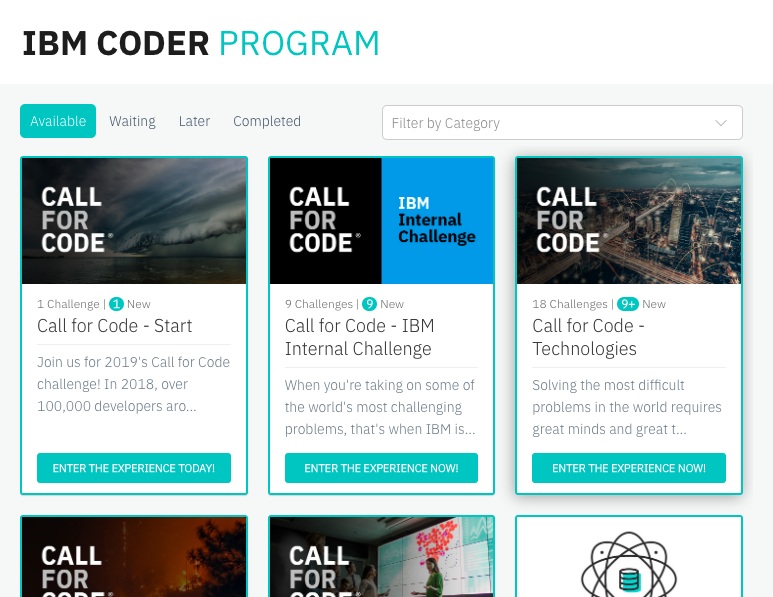 IBM CODER PROGRAM
Available Waiting Later Completed
Filter by Category
CALL
FOR
CODE®
1 Challenge | 1 New
Call for Code - Start
Join us for 2019's Call for Code
challenge! In 2018, over
100,000 developers aro...
ENTER THE EXPERIENCE TODAY!
CALL
FOR
CODE®
IBM
Internal
Challenge
9 Challenges | 9 New
Call for Code - IBM
Internal Challenge
When you're taking on some of
the world's most challenging
problems, that's when IBM is...
ENTER THE EXPERIENCE NOW!
CALL
FOR
CODE®
18 Challenges | 9+ New
Call for Code -
Technologies
Solving the most difficult
problems in the world requires
great minds and great t...
ENTER THE EXPERIENCE NOW!
CALL
FOR
CODE®
CALL
FOR
CODE®